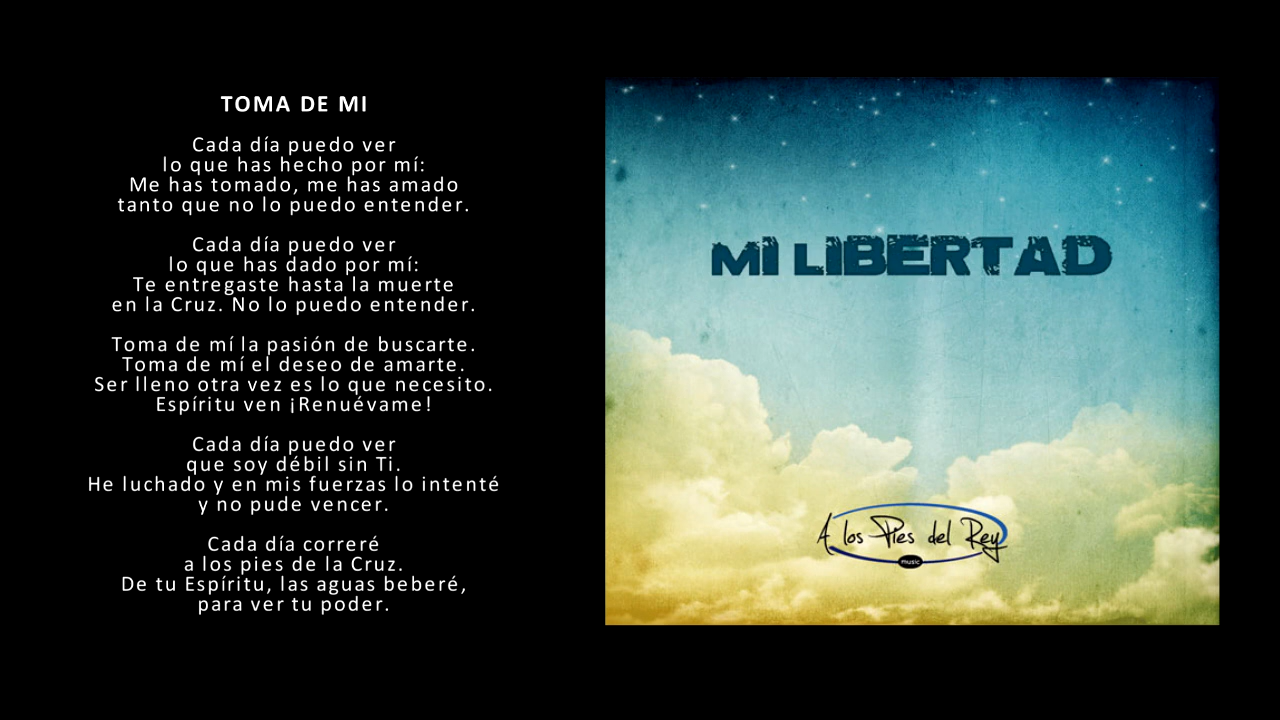 TOMA DE MI
Cada día puedo ver
lo que has hecho por mí:
Me has tomado, me has amado
tanto que no lo puedo entender.
Cada día puedo ver
lo que has dado por mí:
Te entregaste hasta la muerte
en la Cruz. No lo puedo entender.
Toma de mí la pasión de buscarte.
Toma de mí el deseo de amarte.
Ser lleno otra vez es lo que necesito.
Espíritu ven ¡Renuévame!
Cada día puedo ver
que soy débil sin Ti.
He luchado y en mis fuerzas lo intenté
y no pude vencer.
Cada día correré
a los pies de la Cruz.
De tu Espíritu, las aguas beberé,
para ver tu poder.
MI LIBERTAD
A los Pies del Rey
music